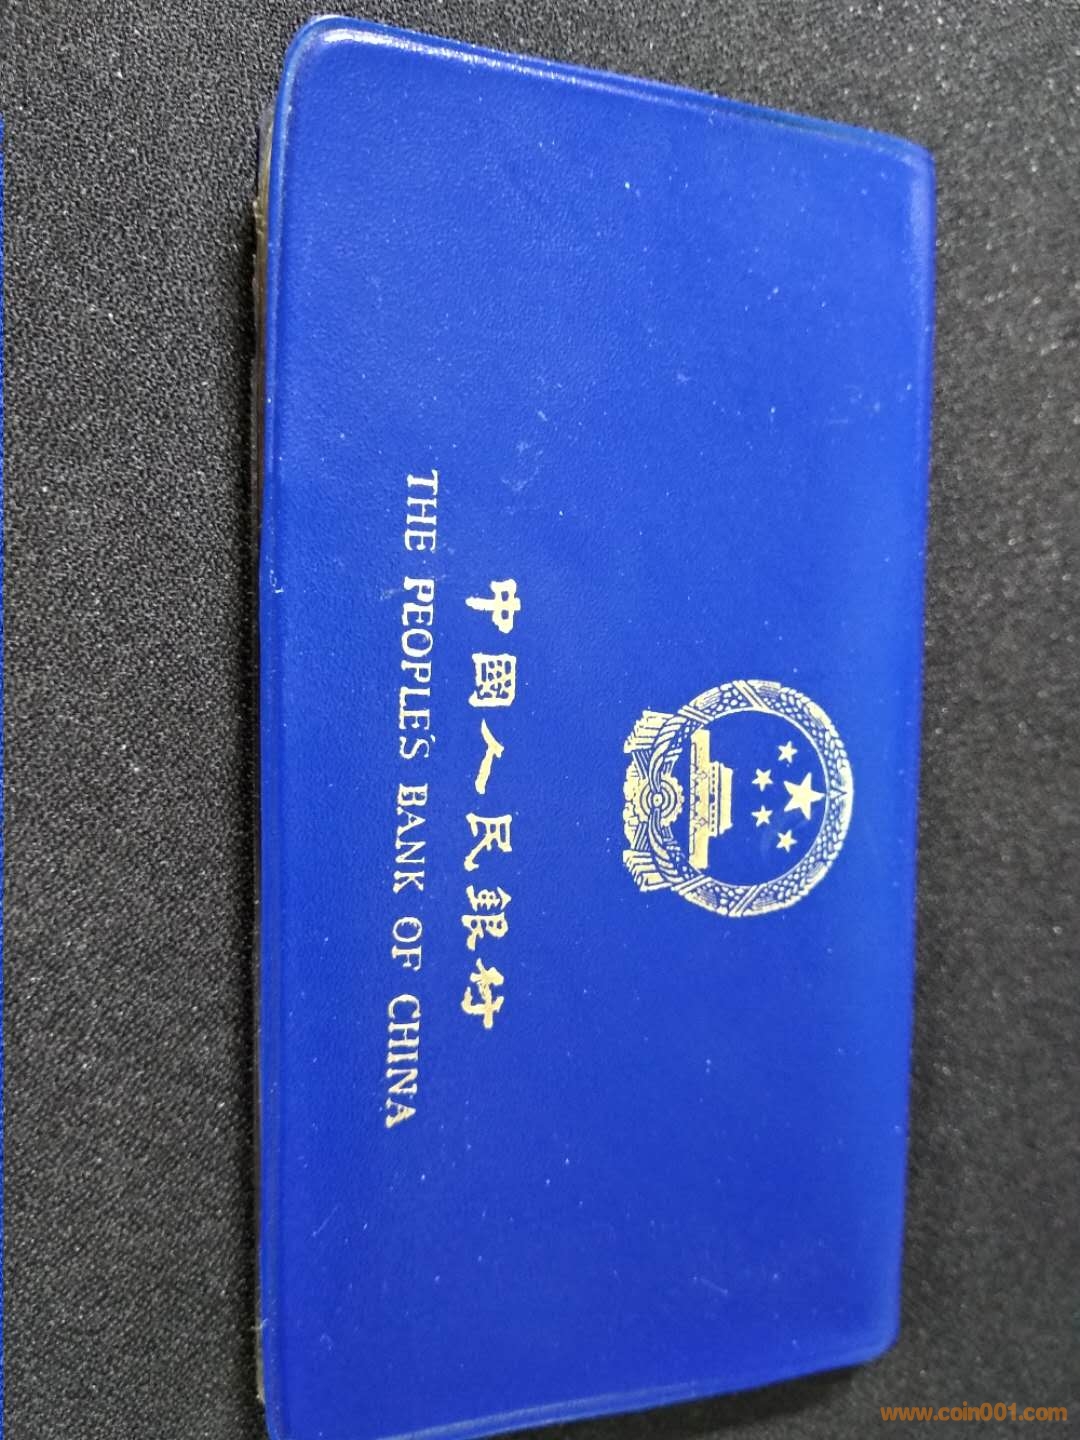 中國人民銀行
THE PEOPLE'S BANK OF CHINA
www.coin001.com